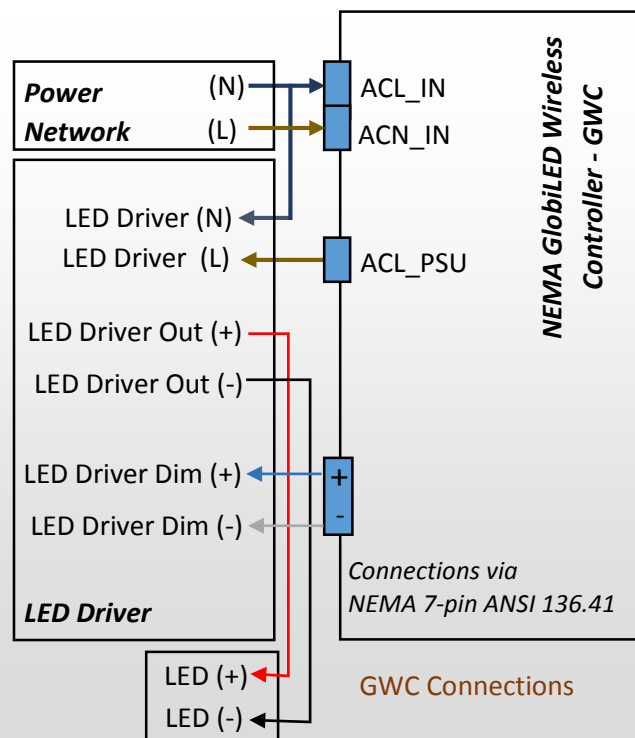 Power
Network
(N)
(L)
ACL_IN
ACN_IN
NEMA GlobiLED Wireless
Controller - GWC
LED Driver (N)
LED Driver (L)
ACL_PSU
LED Driver Out (+)
LED Driver Out (-)
LED Driver Dim (+)
LED Driver Dim (-)
+
-
LED Driver
Connections via
NEMA 7-pin ANSI 136.41
LED (+)
LED (-)
GWC Connections